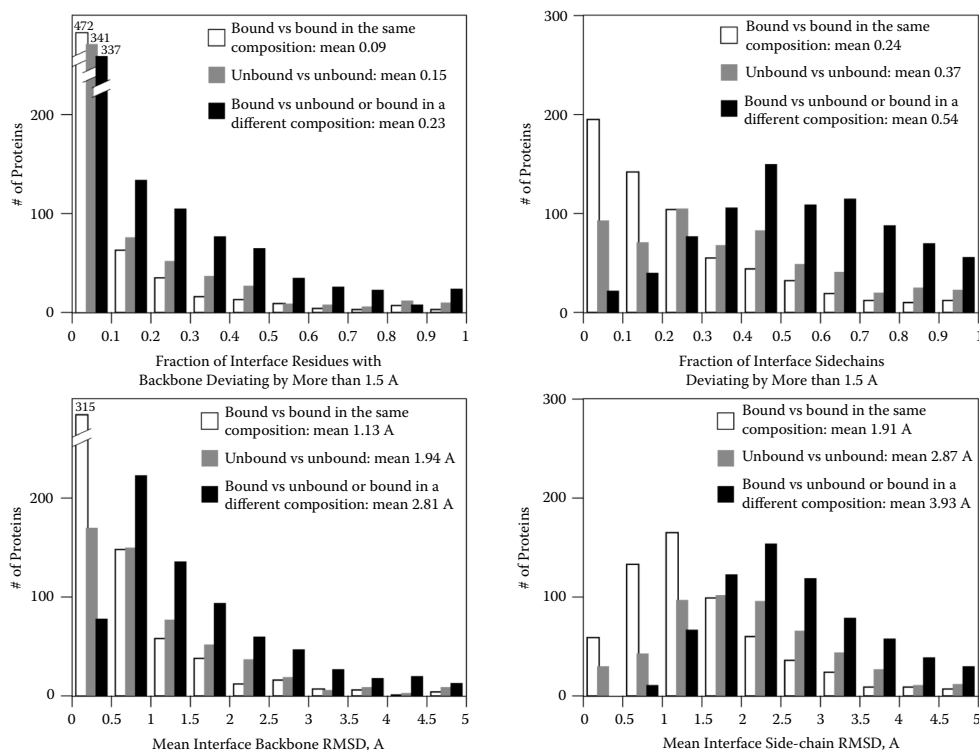 472
341
337
200
100
0
# of Proteins
Bound vs bound in the same
composition: mean 0.09
Unbound vs unbound: mean 0.15
Bound vs unbound or bound in a
different composition: mean 0.23
0 0.1 0.2 0.3 0.4 0.5 0.6 0.7 0.8 0.9 1
Fraction of Interface Residues with
Backbone Deviating by More than 1.5 A
300
200
100
0
# of Proteins
Bound vs bound in the same
composition: mean 0.24
Unbound vs unbound: mean 0.37
Bound vs unbound or bound in a
different composition: mean 0.54
0 0.1 0.2 0.3 0.4 0.5 0.6 0.7 0.8 0.9 1
Fraction of Interface Sidechains
Deviating by More than 1.5 A
315
200
100
0
# of Proteins
Bound vs bound in the same
composition: mean 1.13 A
Unbound vs unbound: mean 1.94 A
Bound vs unbound or bound in a
different composition: mean 2.81 A
0 0.5 1 1.5 2 2.5 3 3.5 4 4.5 5
Mean Interface Backbone RMSD, A
300
200
100
0
# of Proteins
Bound vs bound in the same
composition: mean 1.91 A
Unbound vs unbound: mean 2.87 A
Bound vs unbound or bound in a
different composition: mean 3.93 A
0 0.5 1 1.5 2 2.5 3 3.5 4 4.5 5
Mean Interface Side-chain RMSD, A